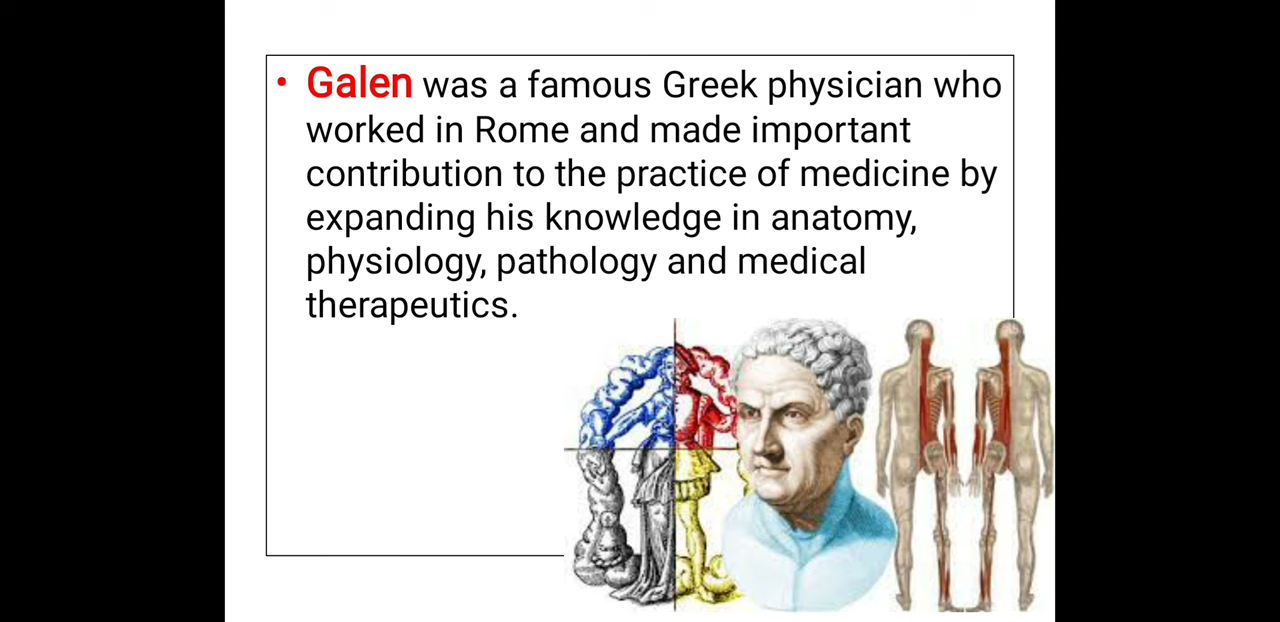 • Galen was a famous Greek physician who
worked in Rome and made important
contribution to the practice of medicine by
expanding his knowledge in anatomy,
physiology, pathology and medical
therapeutics.